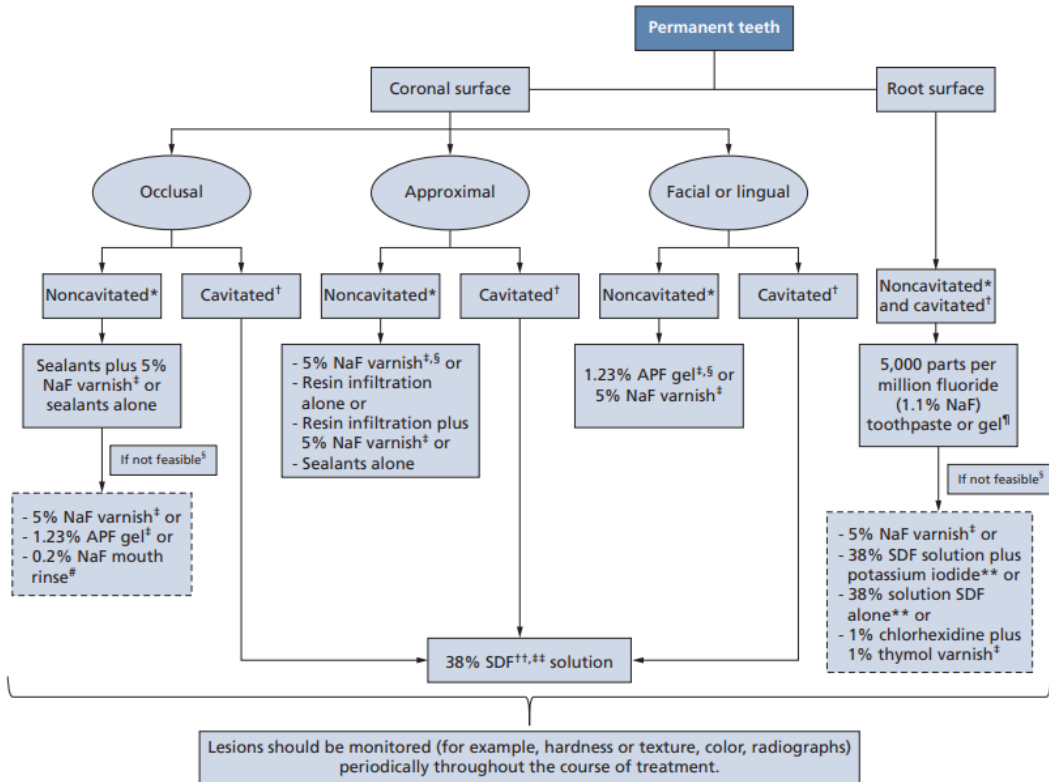 Permanent teeth
Coronal surface
Root surface
Occlusal
Approximal
Facial or lingual
Noncavitated*
Cavitated†
Noncavitated*
Cavitated†
Noncavitated*
Cavitated†
Noncavitated*
and cavitated†
Sealants plus 5%
NaF varnish‡ or
sealants alone
- 5% NaF varnish‡,§ or
- Resin infiltration
alone or
- Resin infiltration plus
5% NaF varnish‡ or
- Sealants alone
1.23% APF gel‡,§ or
5% NaF varnish‡
5,000 parts per
million fluoride
(1.1% NaF)
toothpaste or gel¶
If not feasible§
If not feasible§
- 5% NaF varnish‡ or
- 1.23% APF gel‡ or
- 0.2% NaF mouth
rinse#
- 5% NaF varnish‡ or
- 38% SDF solution plus
potassium iodide** or
- 38% solution SDF
alone** or
- 1% chlorhexidine plus
1% thymol varnish‡
38% SDF††,‡‡ solution
Lesions should be monitored (for example, hardness or texture, color, radiographs)
periodically throughout the course of treatment.